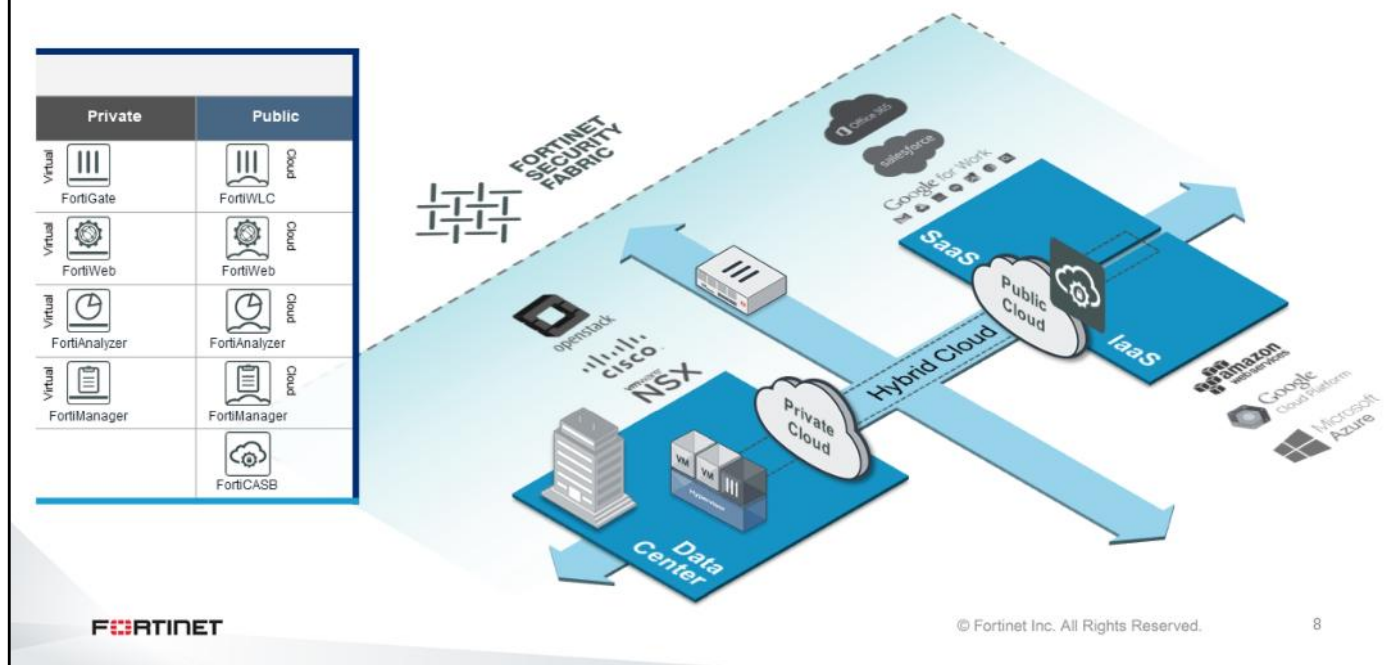 Private
Public
Virtual
FortiGate
Cloud
FortiWLC
Virtual
FortiWeb
Cloud
FortiWeb
Virtual
FortiAnalyzer
Cloud
FortiAnalyzer
Virtual
FortiManager
Cloud
FortiManager
FortiCASB
FORTINET
SECURITY
FABRIC
Office 365
salesforce
Google for Work
SaaS
Public
Cloud
IaaS
openstack
CISCO
vmware
NSX
Hybrid Cloud
Private
Cloud
VM
VM
Hypervisor
Data
Center
amazon
web services
Google
Cloud Platform
Microsoft
Azure
FORTINET
© Fortinet Inc. All Rights Reserved.
8